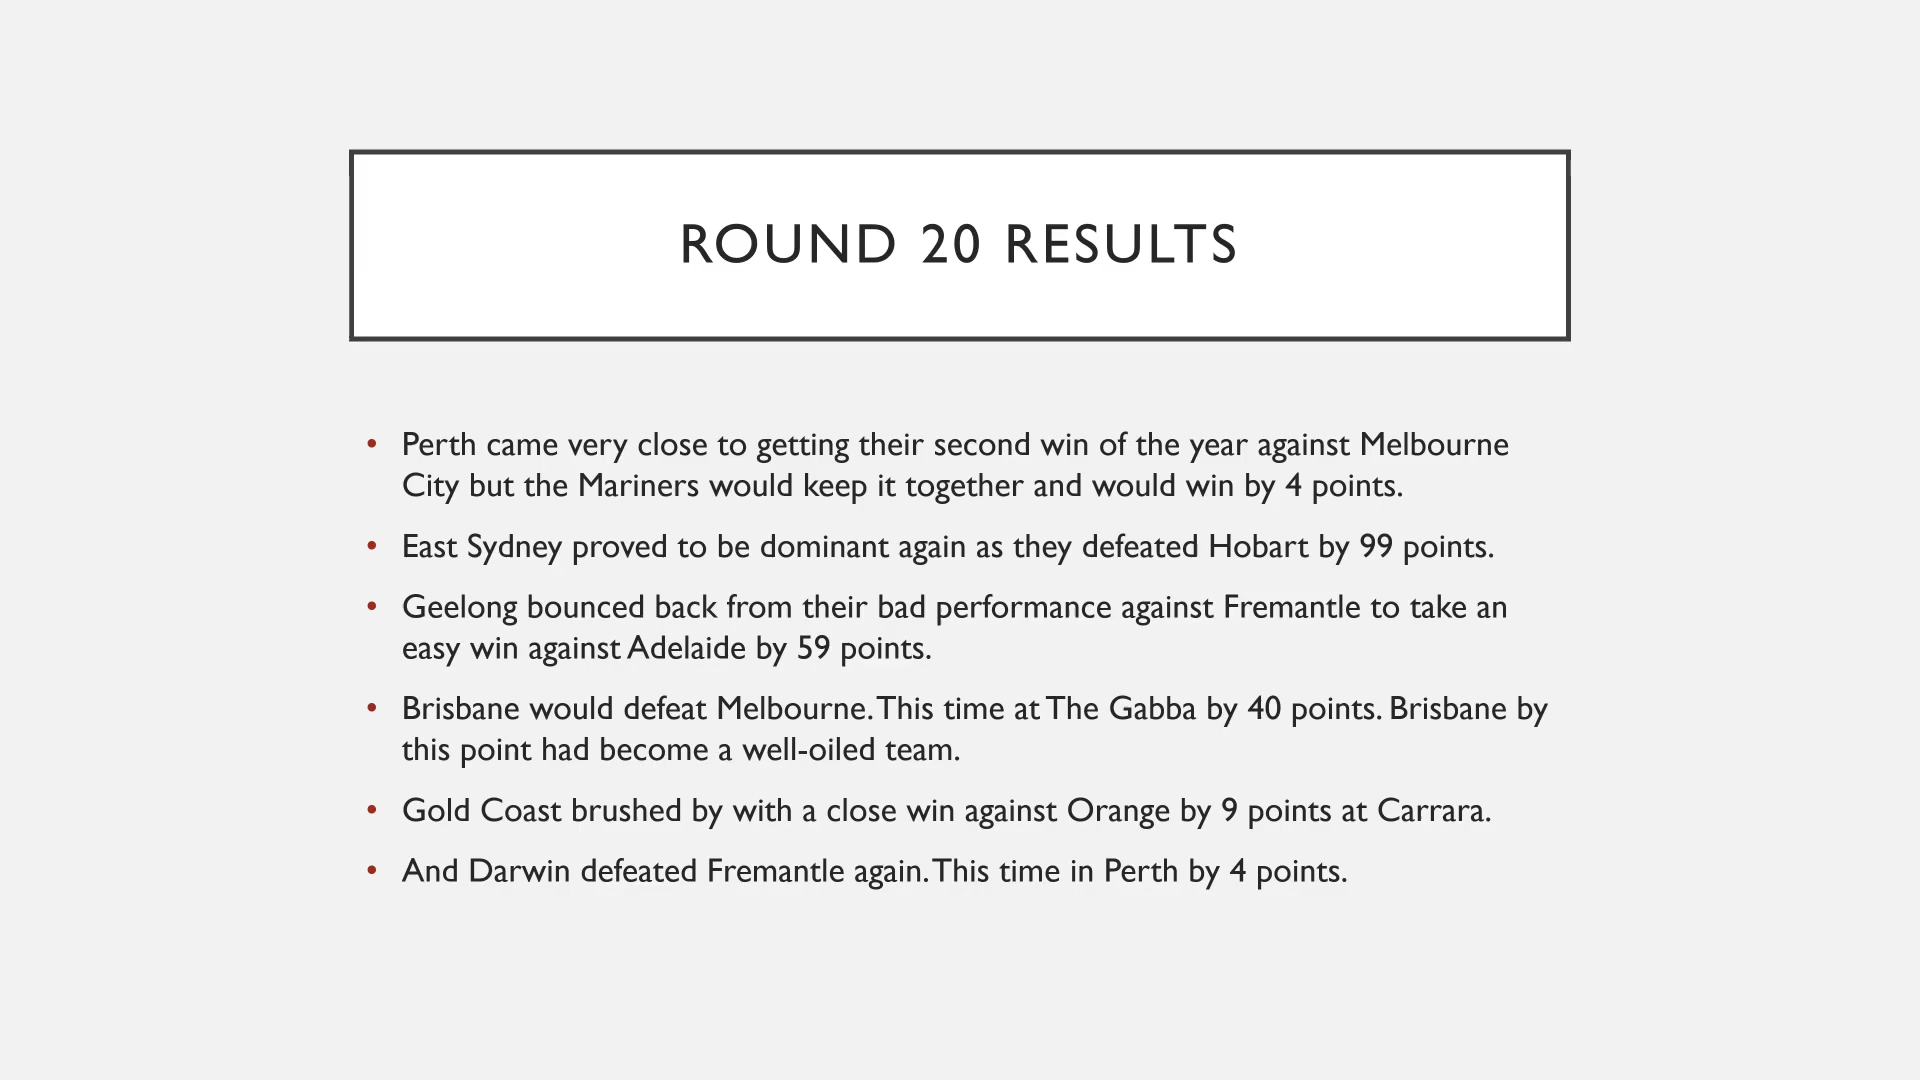 ROUND 20 RESULTS
• Perth came very close to getting their second win of the year against Melbourne
City but the Mariners would keep it together and would win by 4 points.
• East Sydney proved to be dominant again as they defeated Hobart by 99 points.
• Geelong bounced back from their bad performance against Fremantle to take an
easy win against Adelaide by 59 points.
• Brisbane would defeat Melbourne. This time at The Gabba by 40 points. Brisbane by
this point had become a well-oiled team.
• Gold Coast brushed by with a close win against Orange by 9 points at Carrara.
• And Darwin defeated Fremantle again. This time in Perth by 4 points.